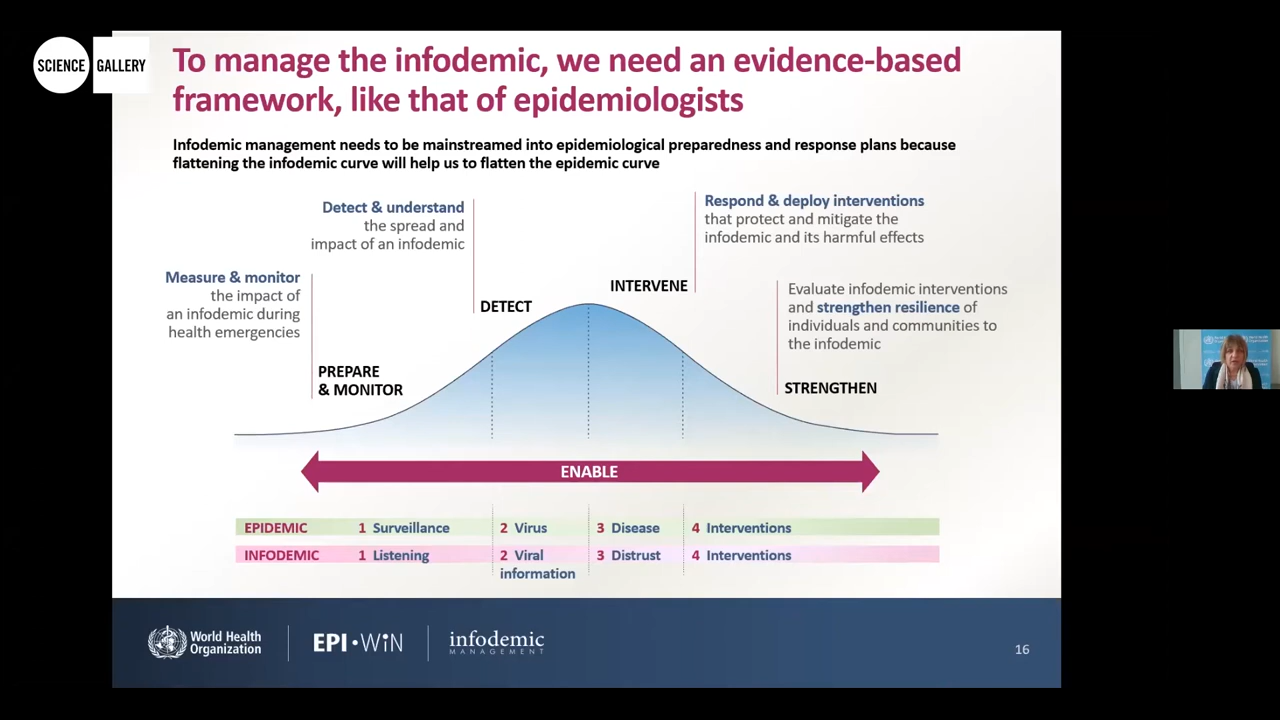 SCIENCE GALLERY
To manage the infodemic, we need an evidence-based
framework, like that of epidemiologists
Infodemic management needs to be mainstreamed into epidemiological preparedness and response plans because
flattening the infodemic curve will help us to flatten the epidemic curve
Measure & monitor
the impact of
an infodemic during
health emergencies
PREPARE
& MONITOR
Detect & understand
the spread and
impact of an infodemic
DETECT
INTERVENE
Respond & deploy interventions
that protect and mitigate the
infodemic and its harmful effects
Evaluate infodemic interventions
and strengthen resilience of
individuals and communities to
the infodemic
STRENGTHEN
ENABLE
EPIDEMIC 1 Surveillance 2 Virus 3 Disease 4 Interventions
INFODEMIC 1 Listening 2 Viral 3 Distrust 4 Interventions
information
World Health
Organization
EPI•WiN
infodemic
MANAGEMENT
16